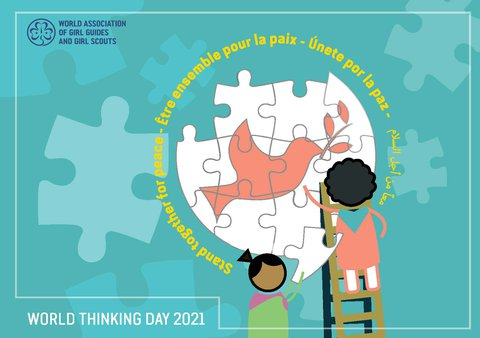 WORLD ASSOCIATION
OF GIRL GUIDES
AND GIRL SCOUTS
Stand together for peace - Être ensemble pour la paix - Únete por la paz - معاً من أجل السلام
WORLD THINKING DAY 2021